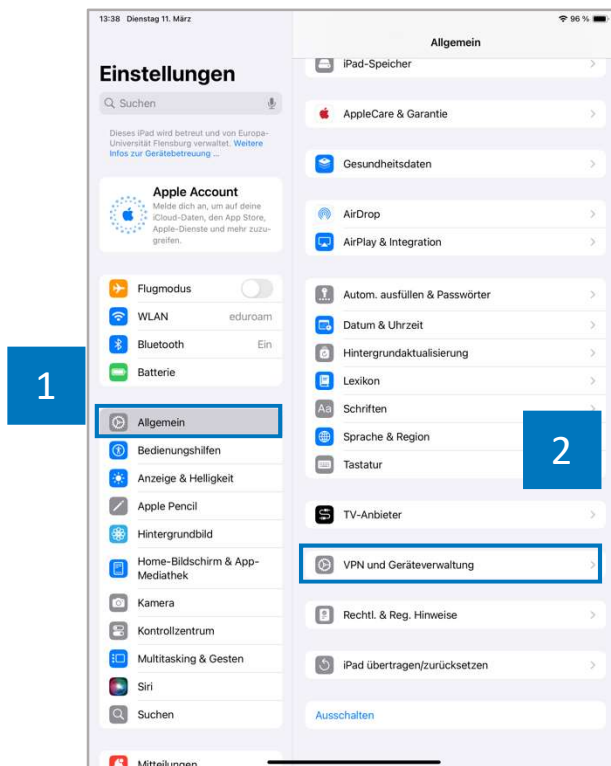 13:38 Dienstag 11. März
96 %
Einstellungen
Suchen
Dieses iPad wird betreut und von Europa-
Universität Flensburg verwaltet. Weitere
Infos zur Gerätebetreuung ...
Apple Account
Melde dich an, um auf deine
iCloud-Daten, den App Store,
Apple-Dienste und mehr zuzu-
greifen.
Flugmodus
WLAN eduroam
Bluetooth Ein
Batterie
1
Allgemein
Bedienungshilfen
Anzeige & Helligkeit
Apple Pencil
Hintergrundbild
Home-Bildschirm & App-
Mediathek
Kamera
Kontrollzentrum
Multitasking & Gesten
Siri
Suchen
Mitteilungen
Allgemein
iPad-Speicher
AppleCare & Garantie
Gesundheitsdaten
AirDrop
AirPlay & Integration
Autom. ausfüllen & Passwörter
Datum & Uhrzeit
Hintergrundaktualisierung
Lexikon
Aa Schriften
Sprache & Region
2
Tastatur
TV-Anbieter
VPN und Geräteverwaltung
Rechtl. & Reg. Hinweise
iPad übertragen/zurücksetzen
Ausschalten